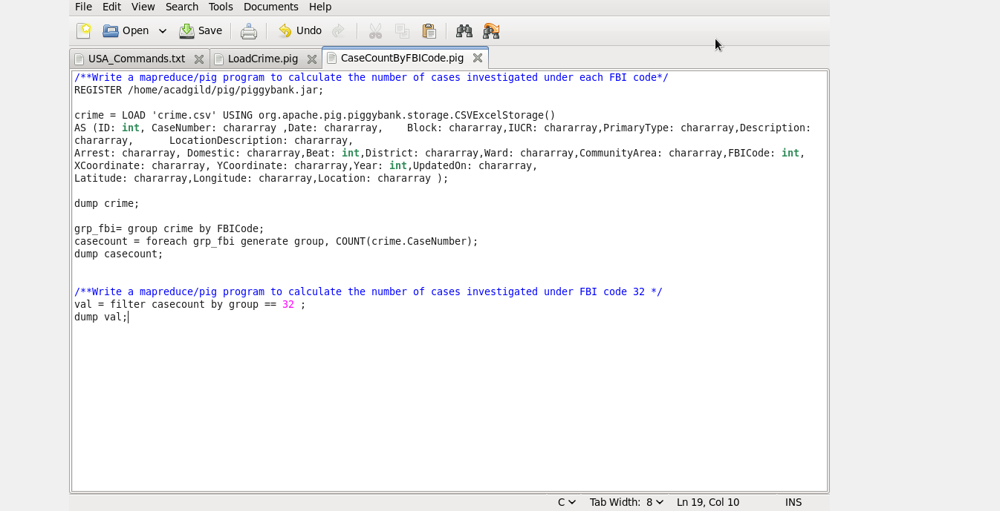 File Edit View Search Tools Documents Help
Open Save Undo
USA_Commands.txt LoadCrime.pig CaseCountByFBICode.pig
/**Write a mapreduce/pig program to calculate the number of cases investigated under each FBI code*/
REGISTER /home/acadgild/pig/piggybank.jar;
crime = LOAD 'crime.csv' USING org.apache.pig.piggybank.storage.CSVExcelStorage()
AS (ID: int, CaseNumber: chararray ,Date: chararray,    Block: chararray,IUCR: chararray,PrimaryType: chararray,Description:
chararray,      LocationDescription: chararray,
Arrest: chararray, Domestic: chararray,Beat: int,District: chararray,Ward: chararray,CommunityArea: chararray,FBICode: int,
XCoordinate: chararray, YCoordinate: chararray,Year: int,UpdatedOn: chararray,
Latitude: chararray,Longitude: chararray,Location: chararray );
dump crime;
grp_fbi= group crime by FBICode;
casecount = foreach grp_fbi generate group, COUNT(crime.CaseNumber);
dump casecount;
/**Write a mapreduce/pig program to calculate the number of cases investigated under FBI code 32 */
val = filter casecount by group == 32 ;
dump val;
C Tab Width: 8 Ln 19, Col 10 INS